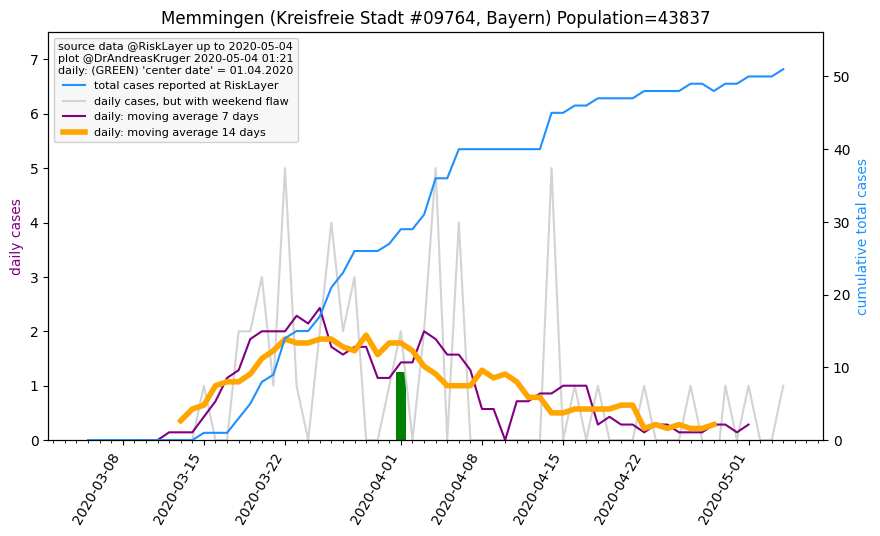 Memmingen (Kreisfreie Stadt #09764, Bayern) Population=43837
source data @RiskLayer up to 2020-05-04
plot @DrAndreasKruger 2020-05-04 01:21
daily: (GREEN) 'center date' = 01.04.2020
total cases reported at RiskLayer
daily cases, but with weekend flaw
daily: moving average 7 days
daily: moving average 14 days
daily cases
7
6
5
4
3
2
1
0
cumulative total cases
50
40
30
20
10
0
2020-03-08
2020-03-15
2020-03-22
2020-04-01
2020-04-08
2020-04-15
2020-04-22
2020-05-01